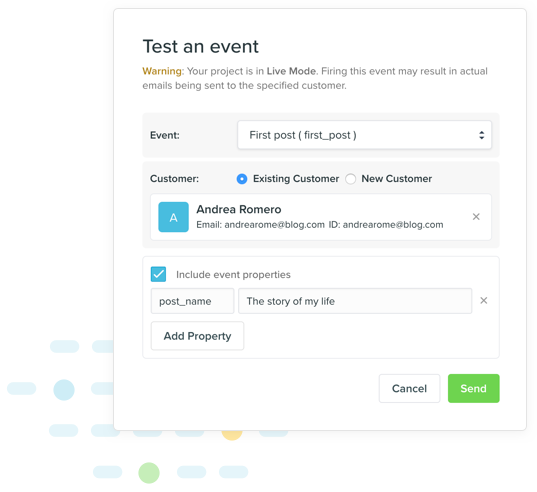 Test an event
Warning: Your project is in Live Mode. Firing this event may result in actual
emails being sent to the specified customer.
Event:
First post ( first_post )
Customer:
Existing Customer
New Customer
A
Andrea Romero
Email: andrearome@blog.com ID: andrearome@blog.com
Include event properties
post_name
The story of my life
Add Property
Cancel
Send